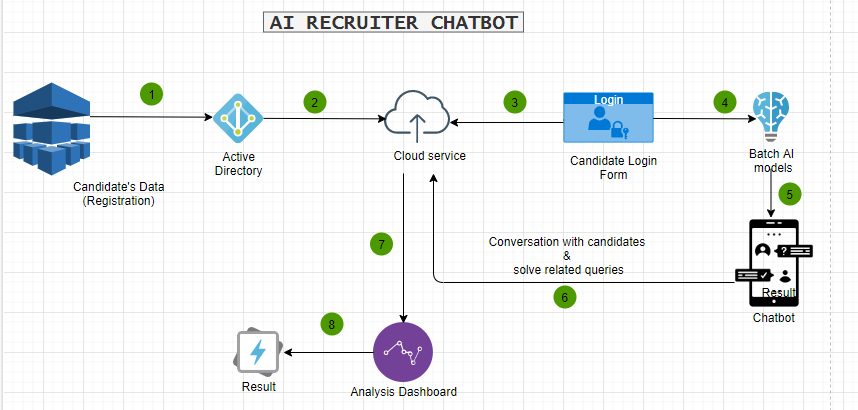 AI RECRUITER CHATBOT
1
2
3
4
Login
Active
Directory
Cloud service
Candidate Login
Form
Batch AI
models
Candidate's Data
(Registration)
5
7
Conversation with candidates
&
solve related queries
6
?
Result
Chatbot
8
Result
Analysis Dashboard